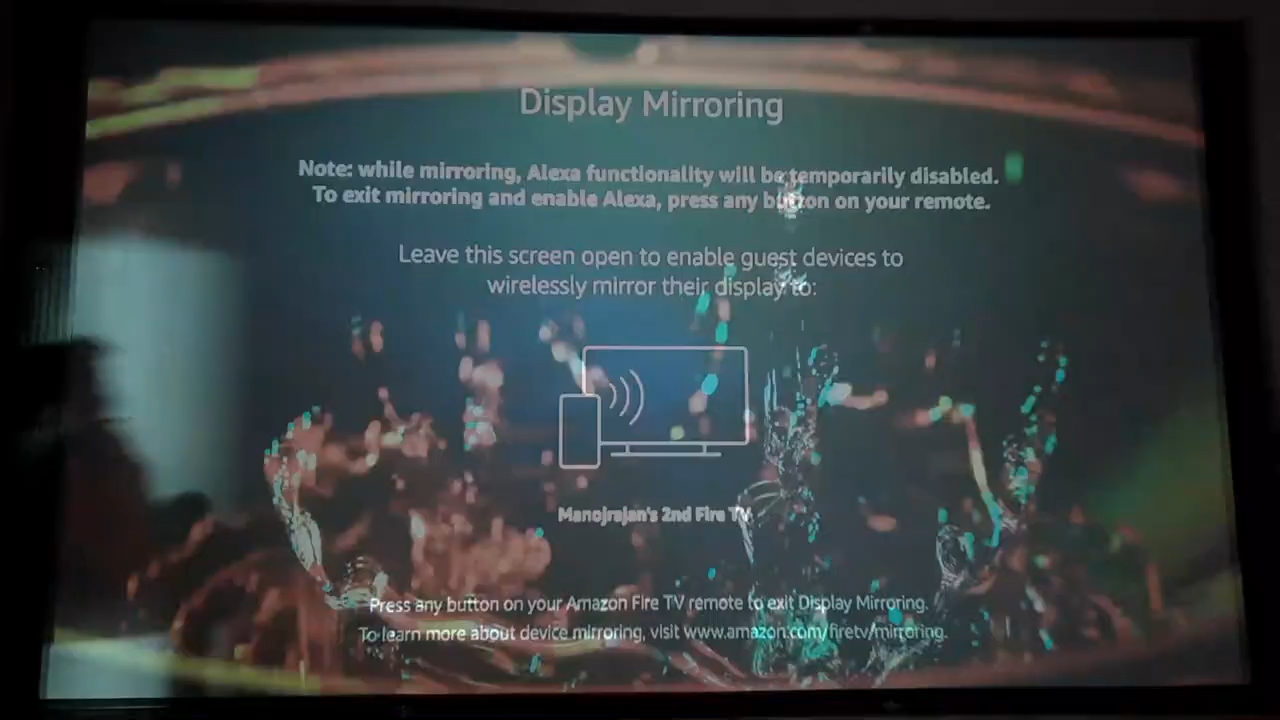 Display Mirroring
Note: while mirroring, Alexa functionality will be temporarily disabled.
To exit mirroring and enable Alexa, press any button on your remote.
Leave this screen open to enable guest devices to
wirelessly mirror their display to:
Manojrajan's 2nd Fire TV
Press any button on your Amazon Fire TV remote to exit Display Mirroring.
To learn more about device mirroring, visit www.amazon.com/firetv/mirroring.